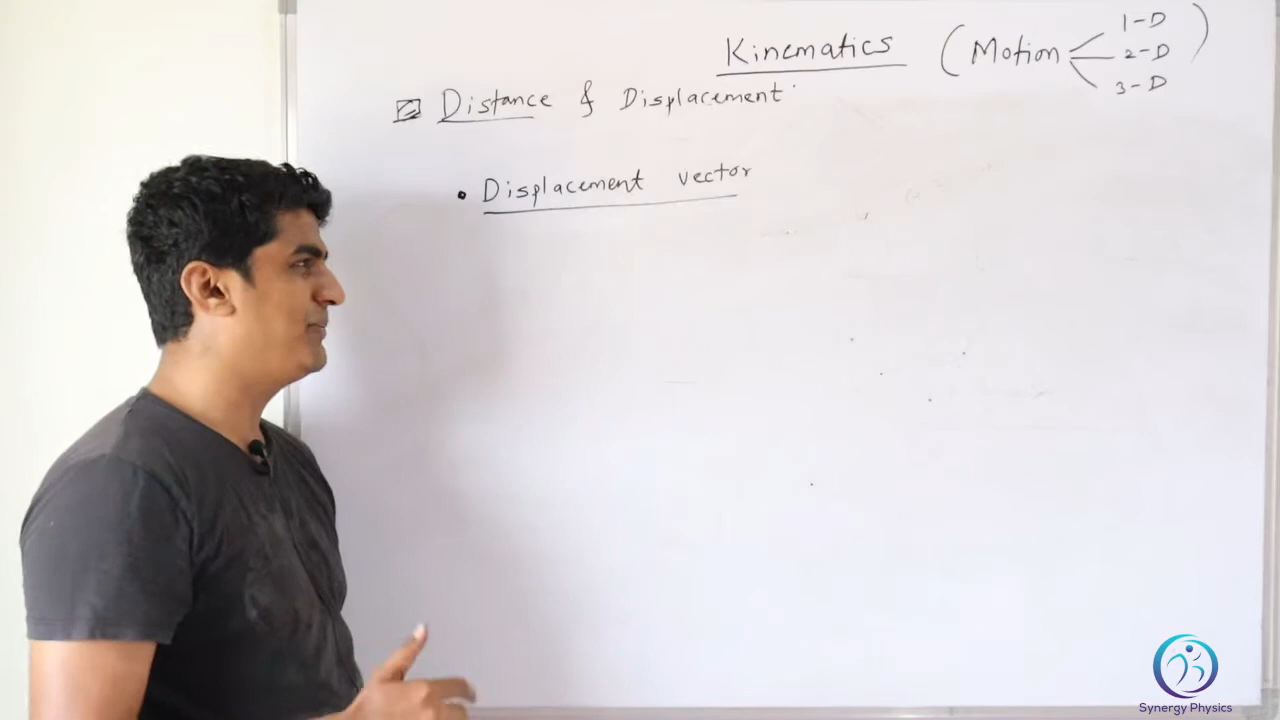 Kinematics (Motion 1-D
2-D
3-D)
Distance & Displacement
• Displacement vector
Synergy Physics